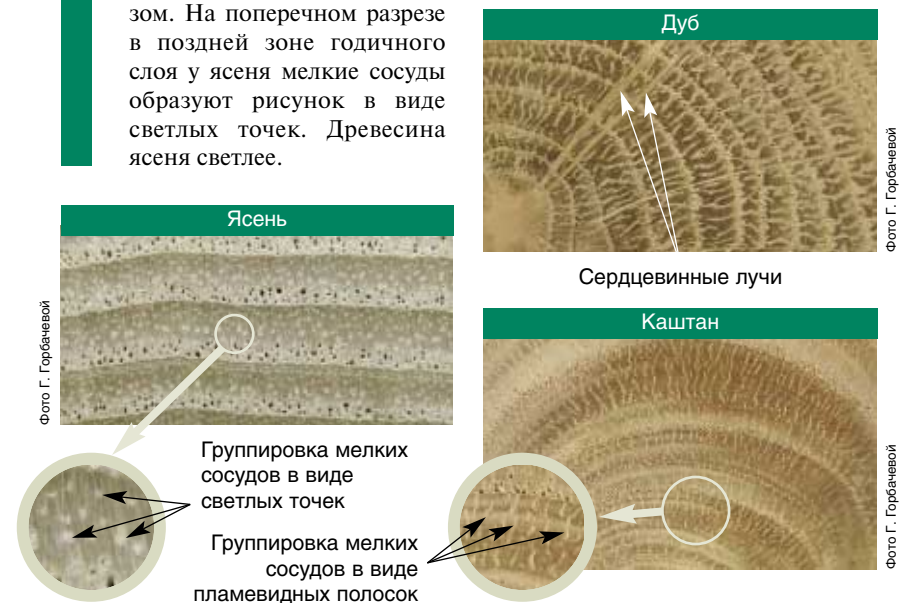 зом. На поперечном разрезе
в поздней зоне годичного
слоя у ясеня мелкие сосуды
образуют рисунок в виде
светлых точек. Древесина
ясеня светлее.
Дуб
Фото Г. Горбачевой
Сердцевинные лучи
Ясень
Фото Г. Горбачевой
Группировка мелких
сосудов в виде
светлых точек
Каштан
Фото Г. Горбачевой
Группировка мелких
сосудов в виде
пламевидных полосок